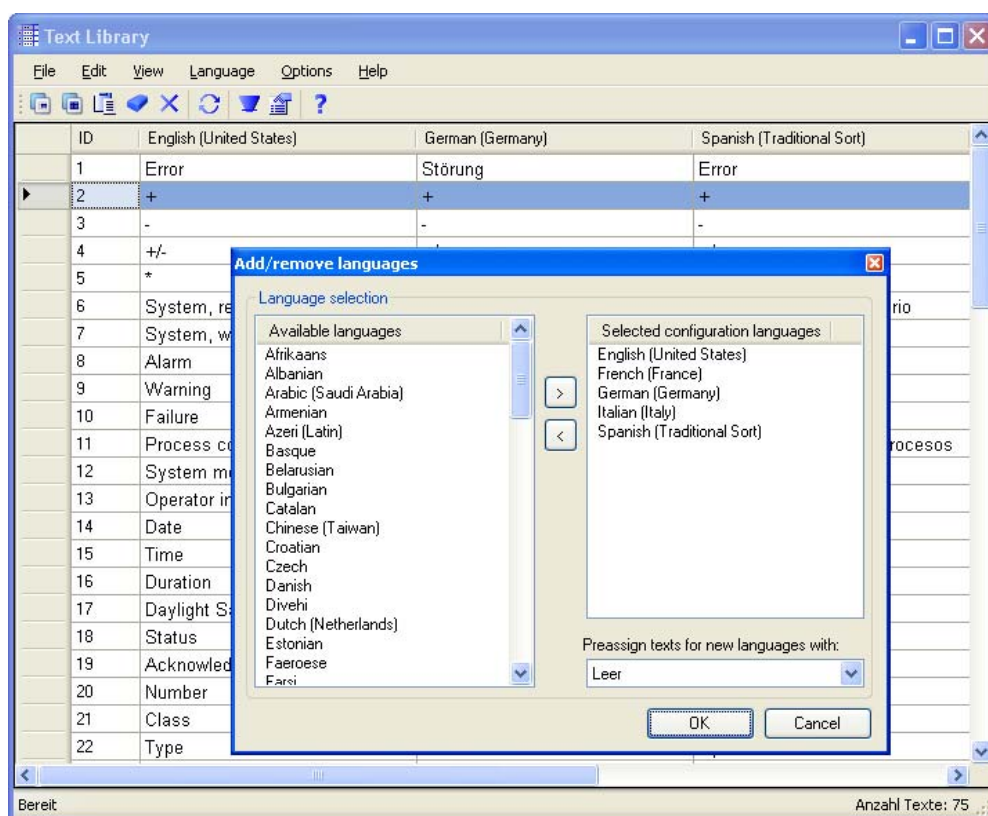 Text Library
File Edit View Language Options Help
ID English (United States) German (Germany) Spanish (Traditional Sort)
1 Error Störung Error
2 + + +
3 - - -
4 +/-
5 *
6 System, re rio
7 System, w
8 Alarm
9 Warning
10 Failure
11 Process co rocesos
12 System m
13 Operator in
14 Date
15 Time
16 Duration
17 Daylight S
18 Status
19 Acknowled
20 Number
21 Class
22 Type
Add/remove languages
Language selection
Available languages
Afrikaans
Albanian
Arabic (Saudi Arabia)
Armenian
Azeri (Latin)
Basque
Belarusian
Bulgarian
Catalan
Chinese (Taiwan)
Croatian
Czech
Danish
Divehi
Dutch (Netherlands)
Estonian
Faeroese
Farsi
>
<
Selected configuration languages
English (United States)
French (France)
German (Germany)
Italian (Italy)
Spanish (Traditional Sort)
Preassign texts for new languages with:
Leer
OK Cancel
Bereit Anzahl Texte: 75